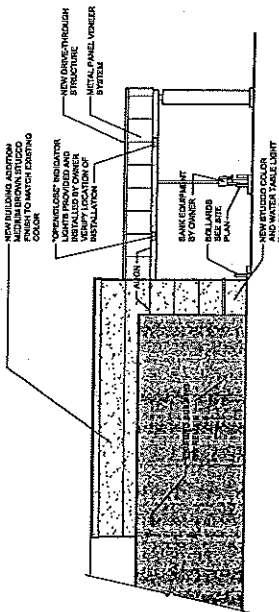 NEW BUILDING ADDITION
MEDIUM BROWN STUCCO
FINISH TO MATCH EXISTING
COLOR
"OPEN/CLOSE" INDICATOR
LIGHTS PROVIDED AND
INSTALLED BY OWNER
VERIFY LOCATION OF
INSTALLATION
NEW DRIVE-THROUGH
STRUCTURE
METAL PANEL VENEER
SYSTEM
ALIGN
BANK EQUIPMENT
BY OWNER
BOLLARDS
SEE SITE
PLAN
NEW STUCCO COLOR
AND WATER TABLE LIGHT